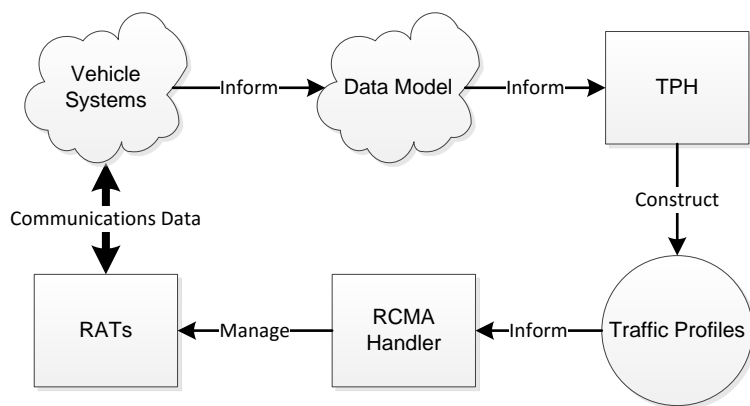 Vehicle
Systems
Inform
Data Model
Inform
TPH
Communications Data
Construct
RATs
Manage
RCMA
Handler
Inform
Traffic Profiles